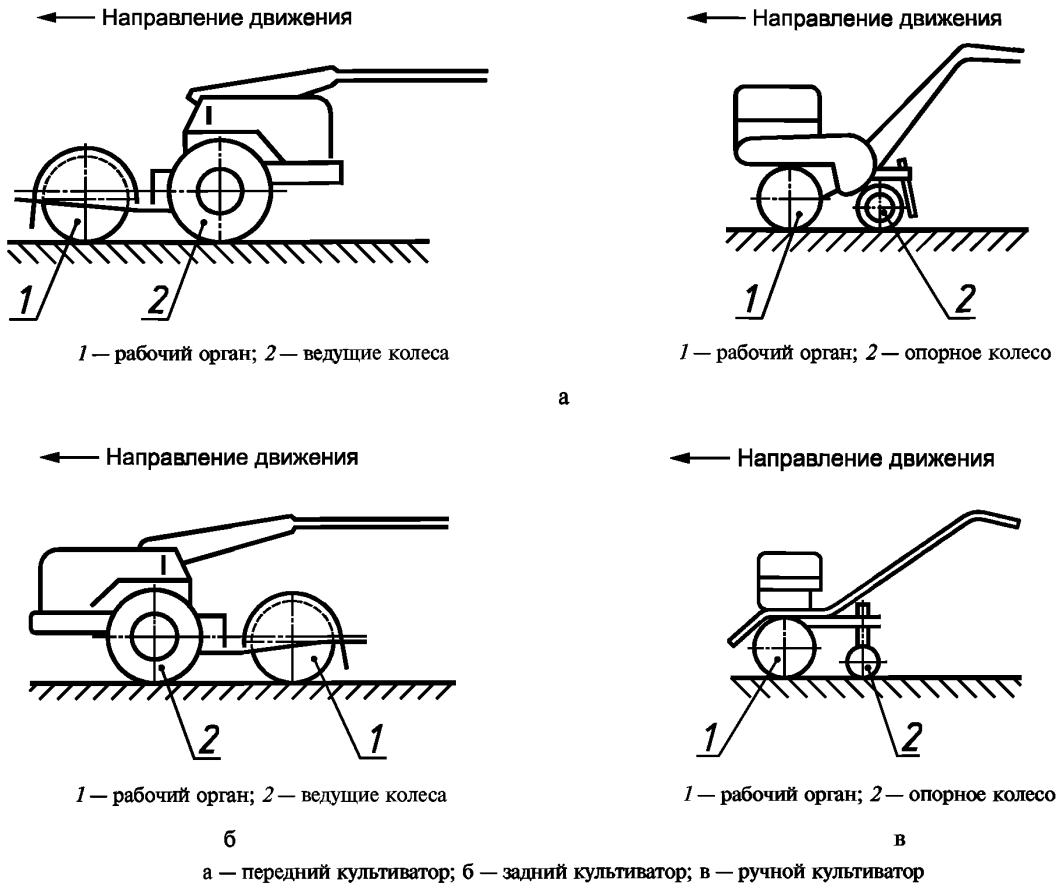 Направление движения
Направление движения
1
2
1
2
1 — рабочий орган; 2 — ведущие колеса
1 — рабочий орган; 2 — опорное колесо
а
Направление движения
Направление движения
2
1
1
2
1 — рабочий орган; 2 — ведущие колеса
1 — рабочий орган; 2 — опорное колесо
б
в
а — передний культиватор; б — задний культиватор; в — ручной культиватор